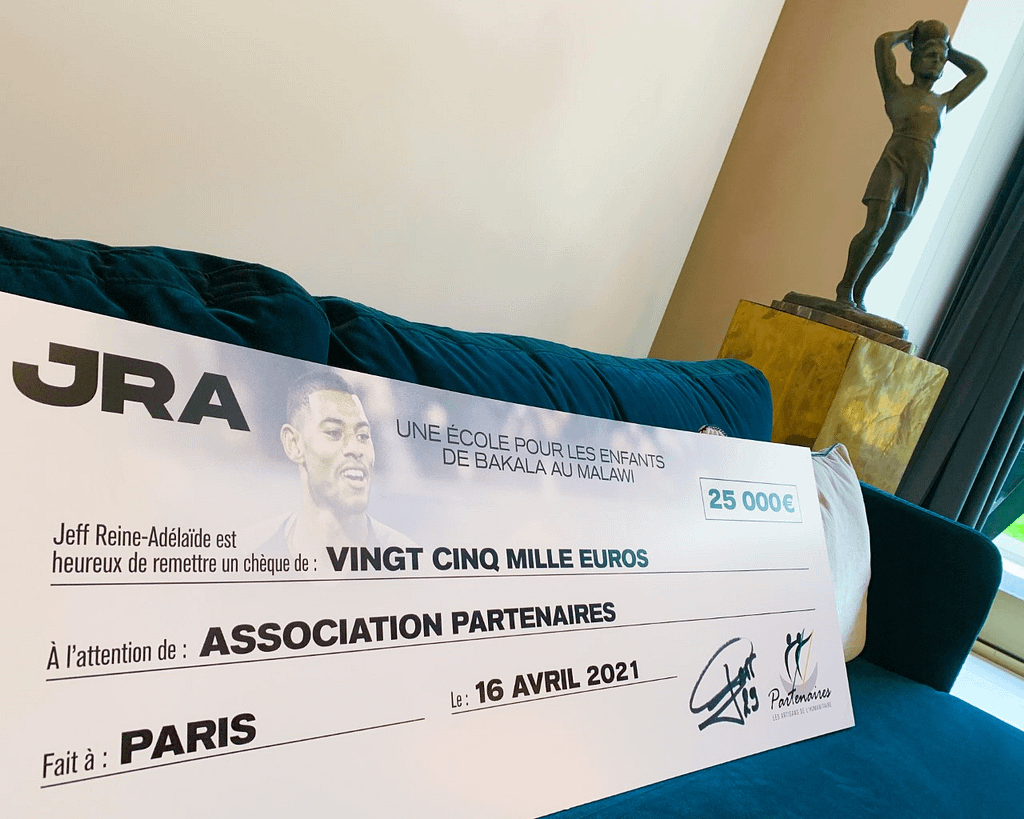 JRA
UNE ÉCOLE POUR LES ENFANTS
DE BAKALA AU MALAWI
25 000€
Jeff Reine-Adélaïde est
heureux de remettre un chèque de : VINGT CINQ MILLE EUROS
À l'attention de : ASSOCIATION PARTENAIRES
Fait à : PARIS
Le : 16 AVRIL 2021
29
Partenaires
LES ARTISANS DE L'HUMANITAIRE